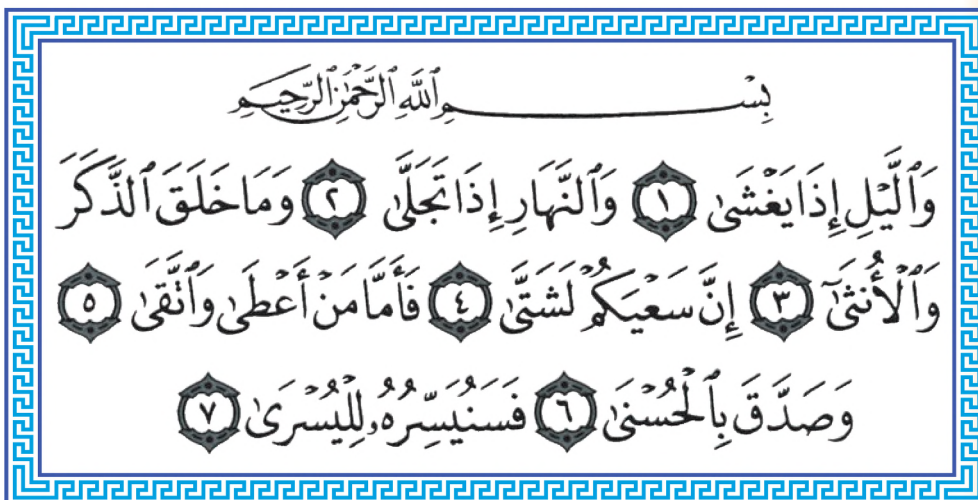 بِسْمِ ٱللَّهِ ٱلرَّحْمَٰنِ ٱلرَّحِيمِ
وَٱلَّيْلِ إِذَا يَغْشَىٰ ١ وَٱلنَّهَارِ إِذَا تَجَلَّىٰ ٢ وَمَا خَلَقَ ٱلذَّكَرَ
وَٱلْأُنثَىٰٓ ٣ إِنَّ سَعْيَكُمْ لَشَتَّىٰ ٤ فَأَمَّا مَنْ أَعْطَىٰ وَٱتَّقَىٰ ٥
وَصَدَّقَ بِٱلْحُسْنَىٰ ٦ فَسَنُيَسِّرُهُۥ لِلْيُسْرَىٰ ٧